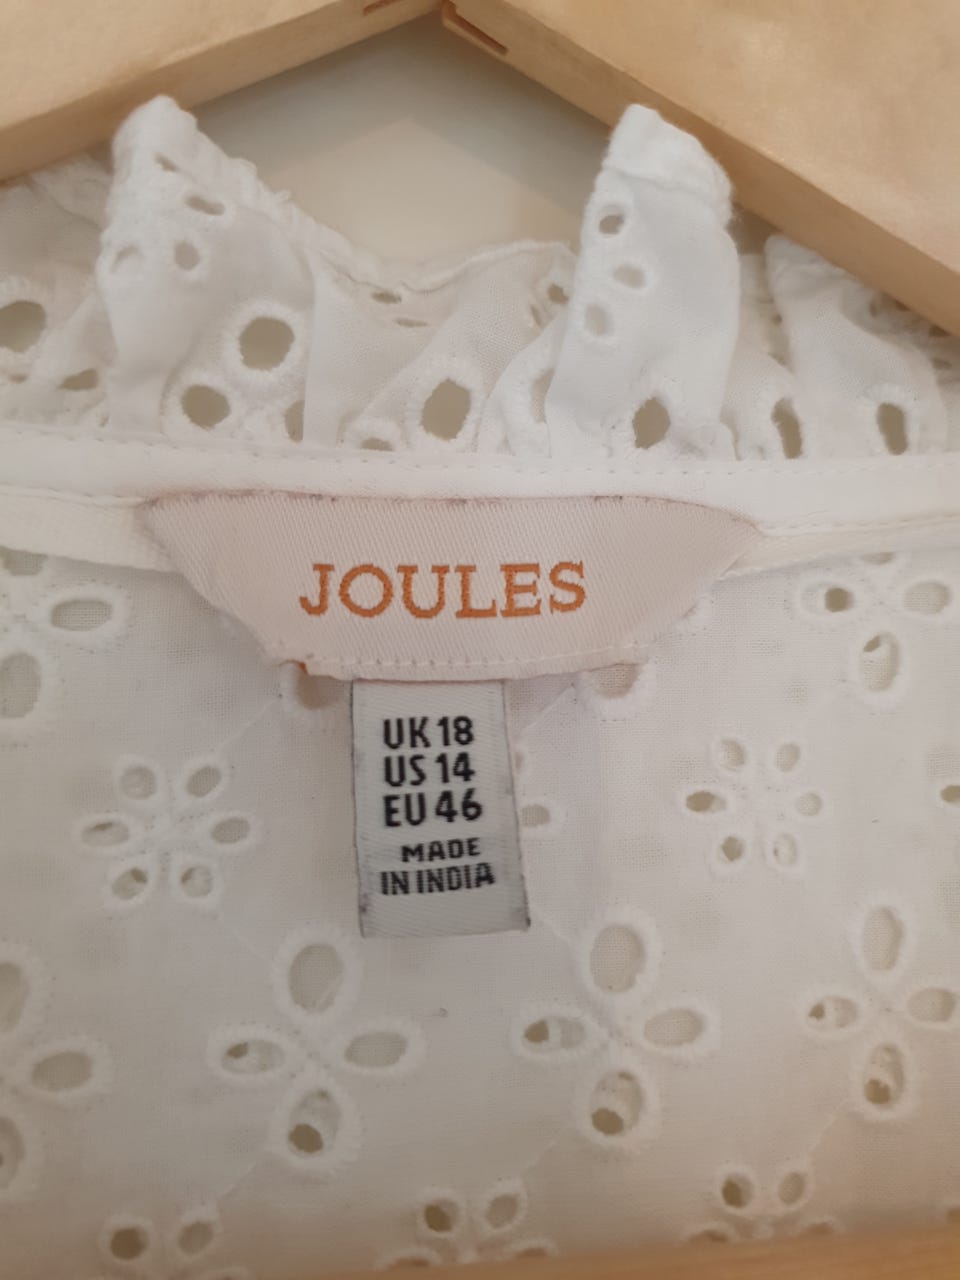 JOULES
UK 18
US 14
EU 46
MADE
IN INDIA